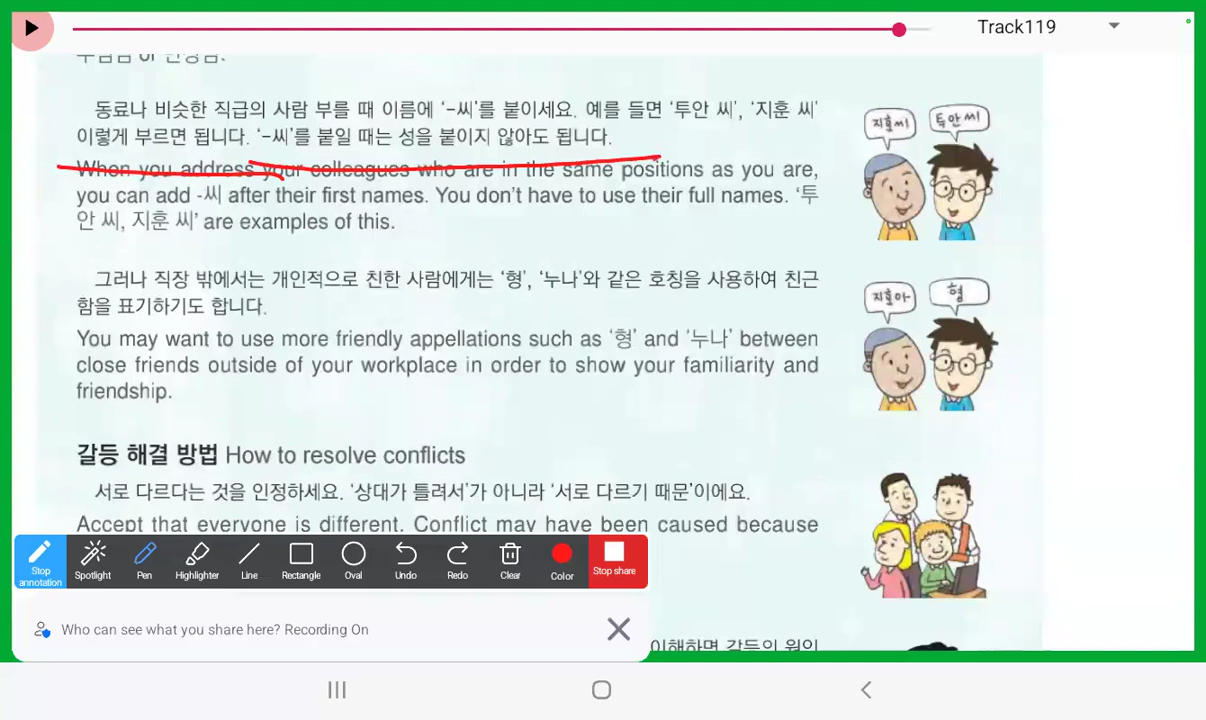 Track119
동료나 비슷한 직급의 사람 부를 때 이름에 ‘-씨’를 붙이세요. 예를 들면 ‘투안 씨’, ‘지훈 씨’
이렇게 부르면 됩니다. ‘-씨’를 붙일 때는 성을 붙이지 않아도 됩니다.
When you address your colleagues who are in the same positions as you are,
you can add -씨 after their first names. You don’t have to use their full names. ‘투
안 씨, 지훈 씨’ are examples of this.
지훈씨
투안씨
그러나 직장 밖에서는 개인적으로 친한 사람에게는 ‘형’, ‘누나’와 같은 호칭을 사용하여 친근
함을 표기하기도 합니다.
You may want to use more friendly appellations such as ‘형’ and ‘누나’ between
close friends outside of your workplace in order to show your familiarity and
friendship.
지훈아
형
갈등 해결 방법 How to resolve conflicts
서로 다르다는 것을 인정하세요. ‘상대가 틀려서’가 아니라 ‘서로 다르기 때문’이에요.
Accept that everyone is different. Conflict may have been caused because
Stop annotation
Spotlight
Pen
Highlighter
Line
Rectangle
Oval
Undo
Redo
Clear
Color
Stop share
Who can see what you share here? Recording On
이해하면 갈등의 원인